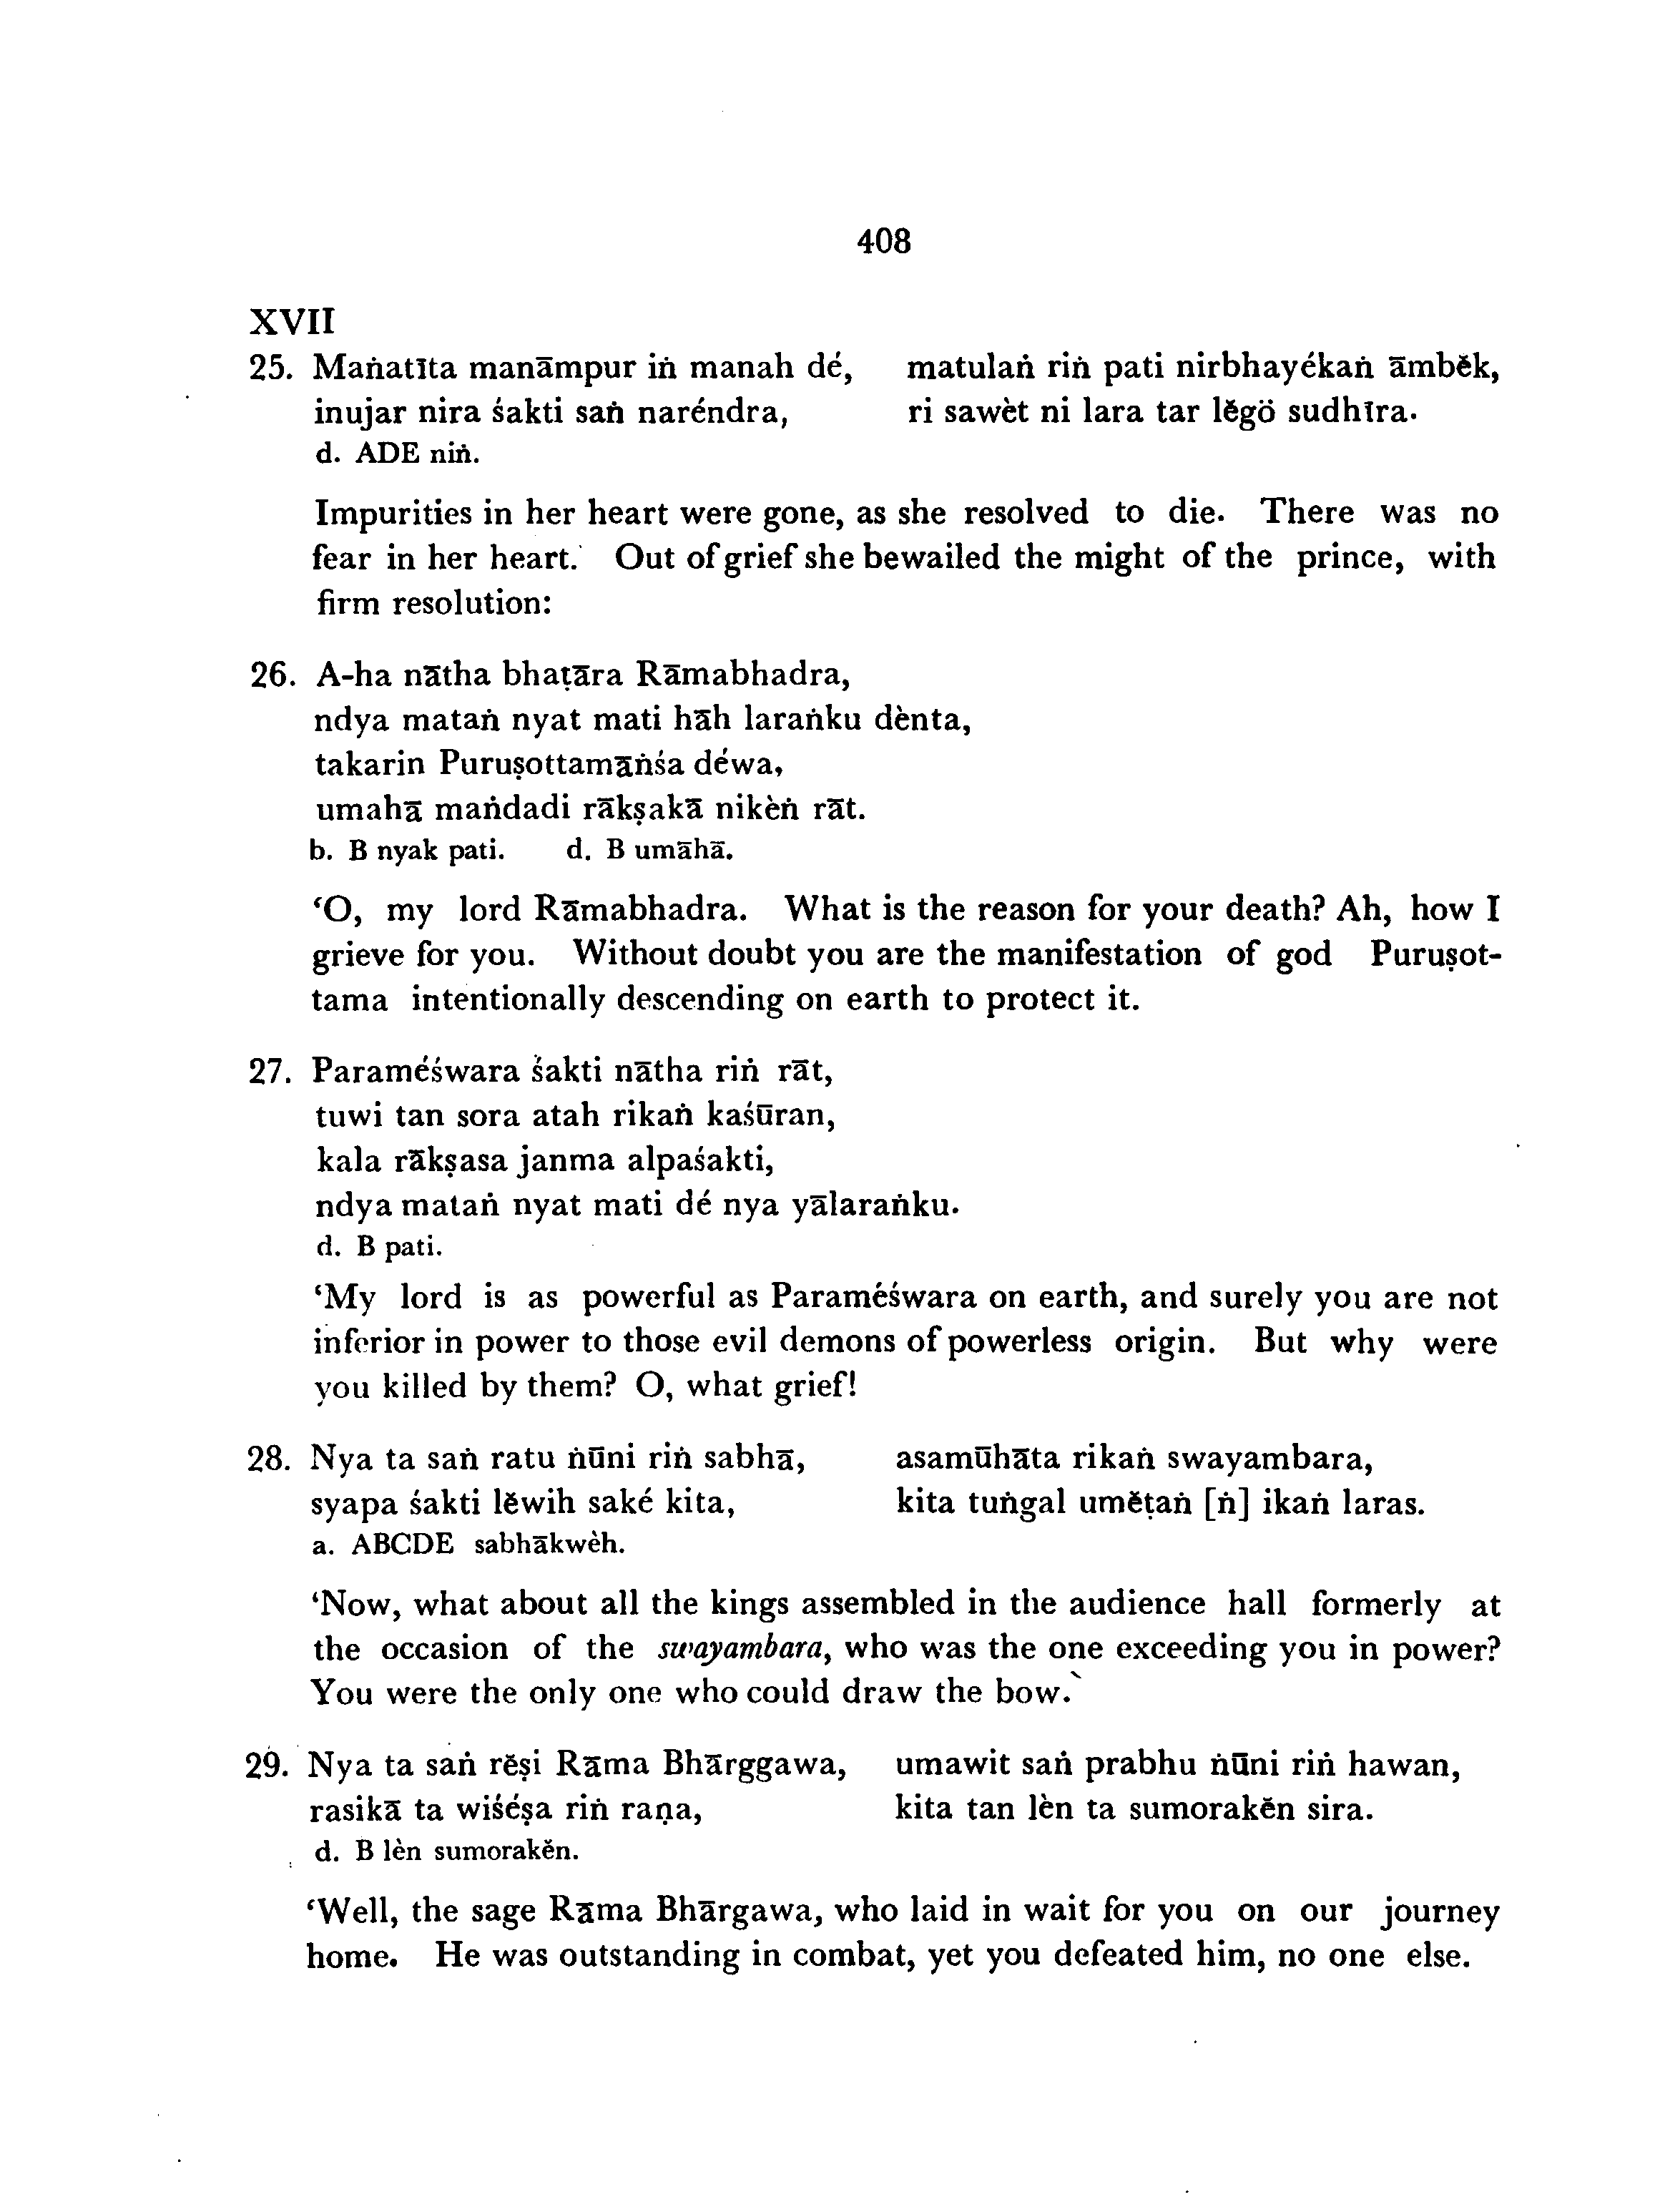 408
XVII
25. Maṅatīta manāmpur iṅ manah dé, matulaṅ riṅ pati nirbhayékaṅ āmběk,
inujar nira śakti saṅ naréndra, ri sawèt ni lara tar lěgö sudhīra.
d. ADE niṅ.
Impurities in her heart were gone, as she resolved to die. There was no
fear in her heart. Out of grief she bewailed the might of the prince, with
firm resolution:
26. A-ha nātha bhaṭāra Rāmabhadra,
ndya mataṅ nyat mati hāh laraṅku dènta,
takarin Puruṣottamāṅśa déwa,
umahā maṅdadi rākṣakā nikèṅ rāt.
b. B nyak pati. d. B umāhā.
‘O, my lord Rāmabhadra. What is the reason for your death? Ah, how I
grieve for you. Without doubt you are the manifestation of god Puruṣot-
tama intentionally descending on earth to protect it.
27. Paraméśwara śakti nātha riṅ rāt,
tuwi tan sora atah rikaṅ kaśūran,
kala rākṣasa janma alpaśakti,
ndya mataṅ nyat mati dé nya yālaraṅku.
d. B pati.
‘My lord is as powerful as Paraméśwara on earth, and surely you are not
inferior in power to those evil demons of powerless origin. But why were
you killed by them? O, what grief!
28. Nya ta saṅ ratu ṅūni riṅ sabhā, asamūhāta rikaṅ swayambara,
syapa śakti lěwih saké kita, kita tuṅgal uměṭaṅ [ṅ] ikaṅ laras.
a. ABCDE sabhākwèh.
‘Now, what about all the kings assembled in the audience hall formerly at
the occasion of the swayambara, who was the one exceeding you in power?
You were the only one who could draw the bow.
29. Nya ta saṅ rěṣi Rāma Bhārggawa, umawit saṅ prabhu ṅūni riṅ hawan,
rasikā ta wiśéṣa riṅ raṇa, kita tan lèn ta sumorakěn sira.
d. B lèn sumorakěn.
‘Well, the sage Rāma Bhārgawa, who laid in wait for you on our journey
home. He was outstanding in combat, yet you defeated him, no one else.